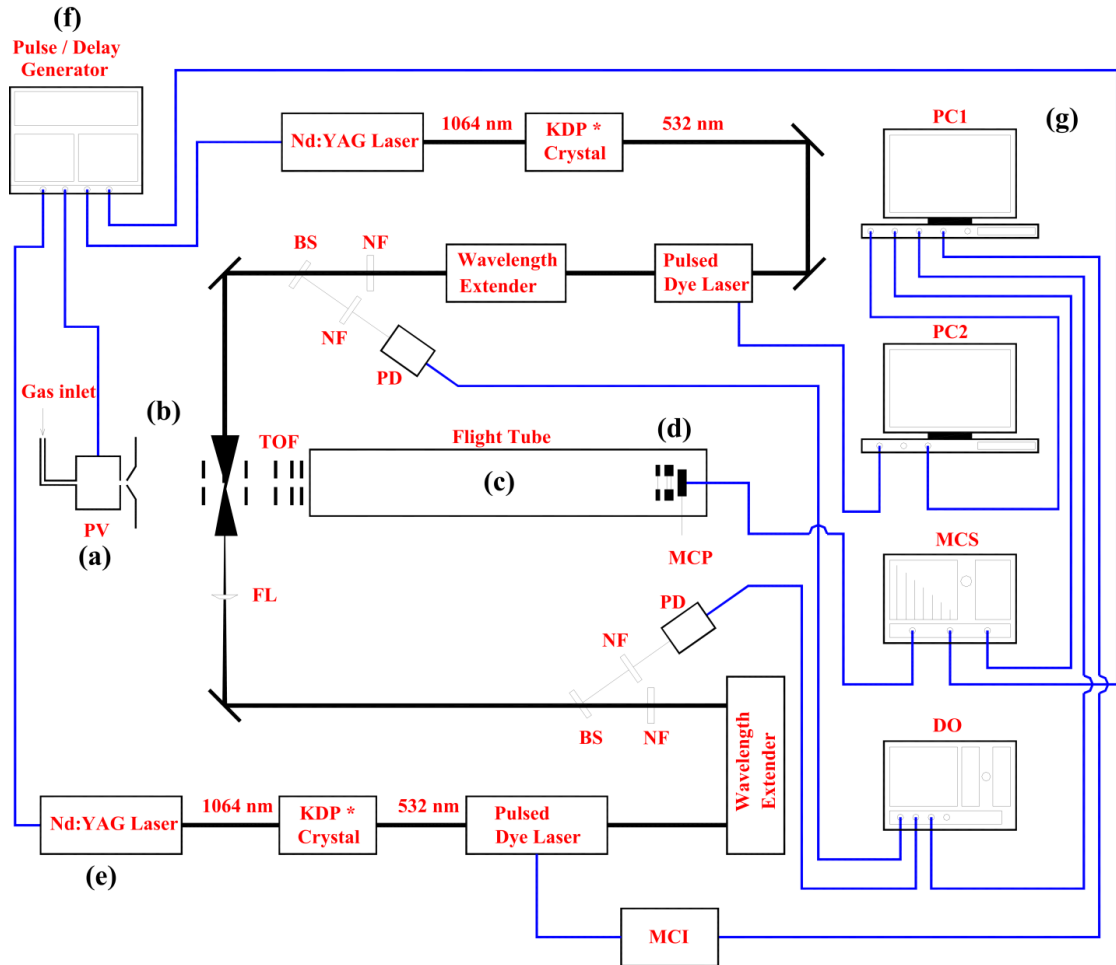 (f)
Pulse / Delay
Generator
Nd:YAG Laser
1064 nm
KDP *
Crystal
532 nm
PC1
(g)
BS
NF
Wavelength
Extender
Pulsed
Dye Laser
NF
PD
PC2
Gas inlet
(b)
TOF
Flight Tube
(d)
(c)
PV
(a)
MCP
MCS
FL
PD
NF
BS
NF
Wavelength
Extender
DO
Nd:YAG Laser
1064 nm
KDP *
Crystal
532 nm
Pulsed
Dye Laser
(e)
MCI